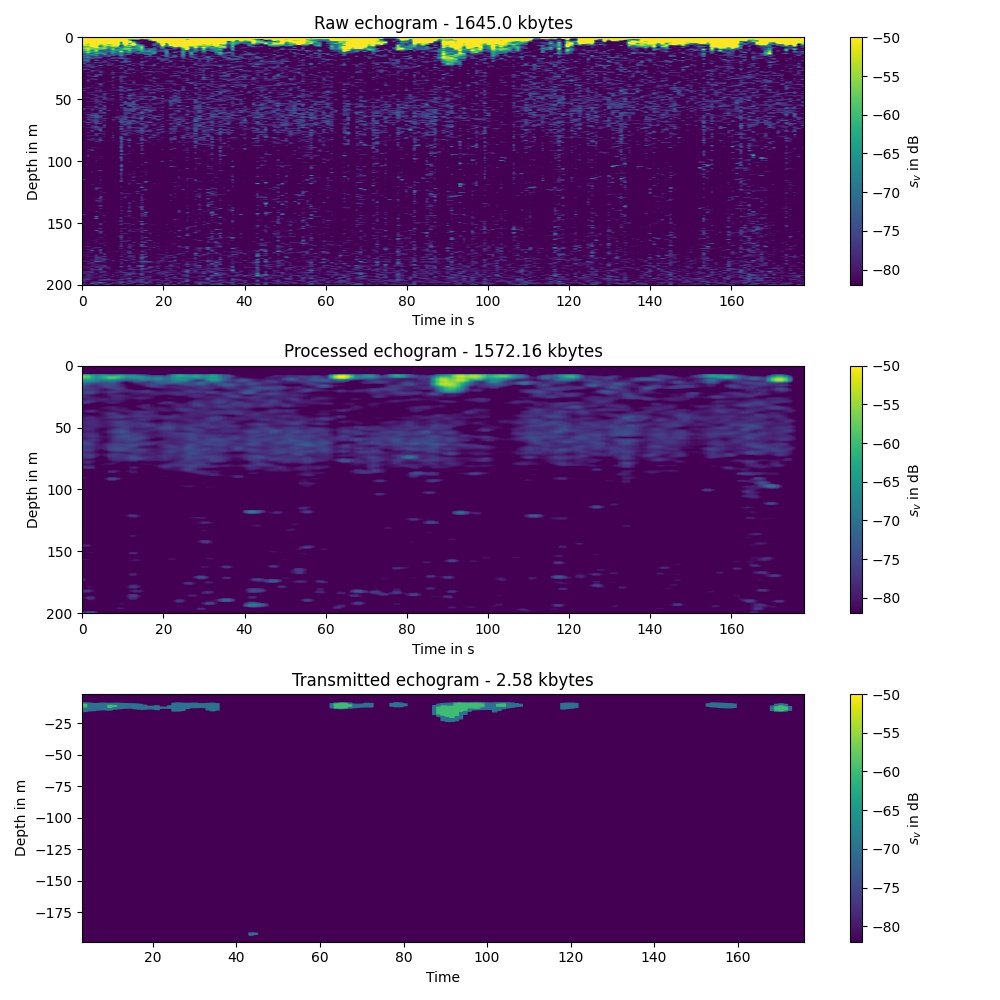 Raw echogram - 1645.0 kbytes
0
50
100
150
200
Depth in m
0 20 40 60 80 100 120 140 160
Time in s
−50
−55
−60
−65
−70
−75
−80
sv in dB
Processed echogram - 1572.16 kbytes
0
50
100
150
200
Depth in m
0 20 40 60 80 100 120 140 160
Time in s
−50
−55
−60
−65
−70
−75
−80
sv in dB
Transmitted echogram - 2.58 kbytes
−25
−50
−75
−100
−125
−150
−175
Depth in m
20 40 60 80 100 120 140 160
Time
−50
−55
−60
−65
−70
−75
−80
sv in dB